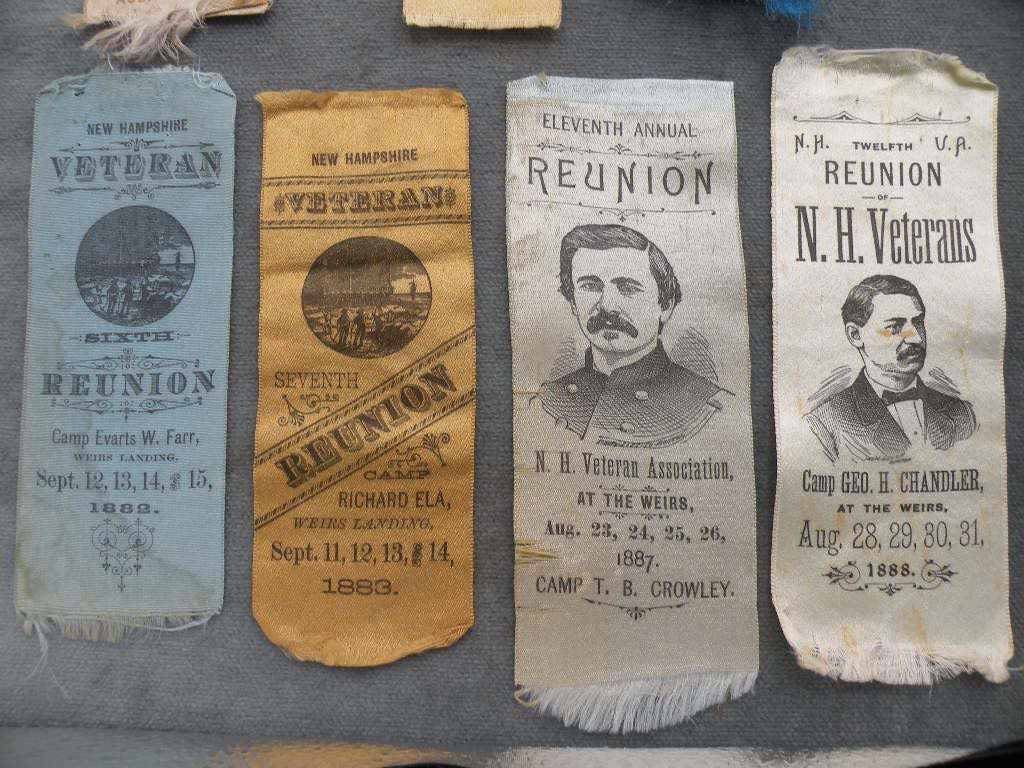 NEW HAMPSHIRE
VETERAN
SIXTH
REUNION
Camp Evarts W. Farr,
WEIRS LANDING.
Sept. 12, 13, 14, & 15,
1882.
NEW HAMPSHIRE
VETERAN
SEVENTH
REUNION
CAMP
RICHARD ELA,
WEIRS LANDING,
Sept. 11, 12, 13, & 14,
1883.
ELEVENTH ANNUAL
REUNION
N. H. Veteran Association,
AT THE WEIRS,
Aug. 23, 24, 25, 26,
1887.
CAMP T. B. CROWLEY.
N. H. TWELFTH V. A.
REUNION
OF
N. H. Veterans
Camp GEO. H. CHANDLER,
AT THE WEIRS,
Aug. 28, 29, 30, 31,
1888.